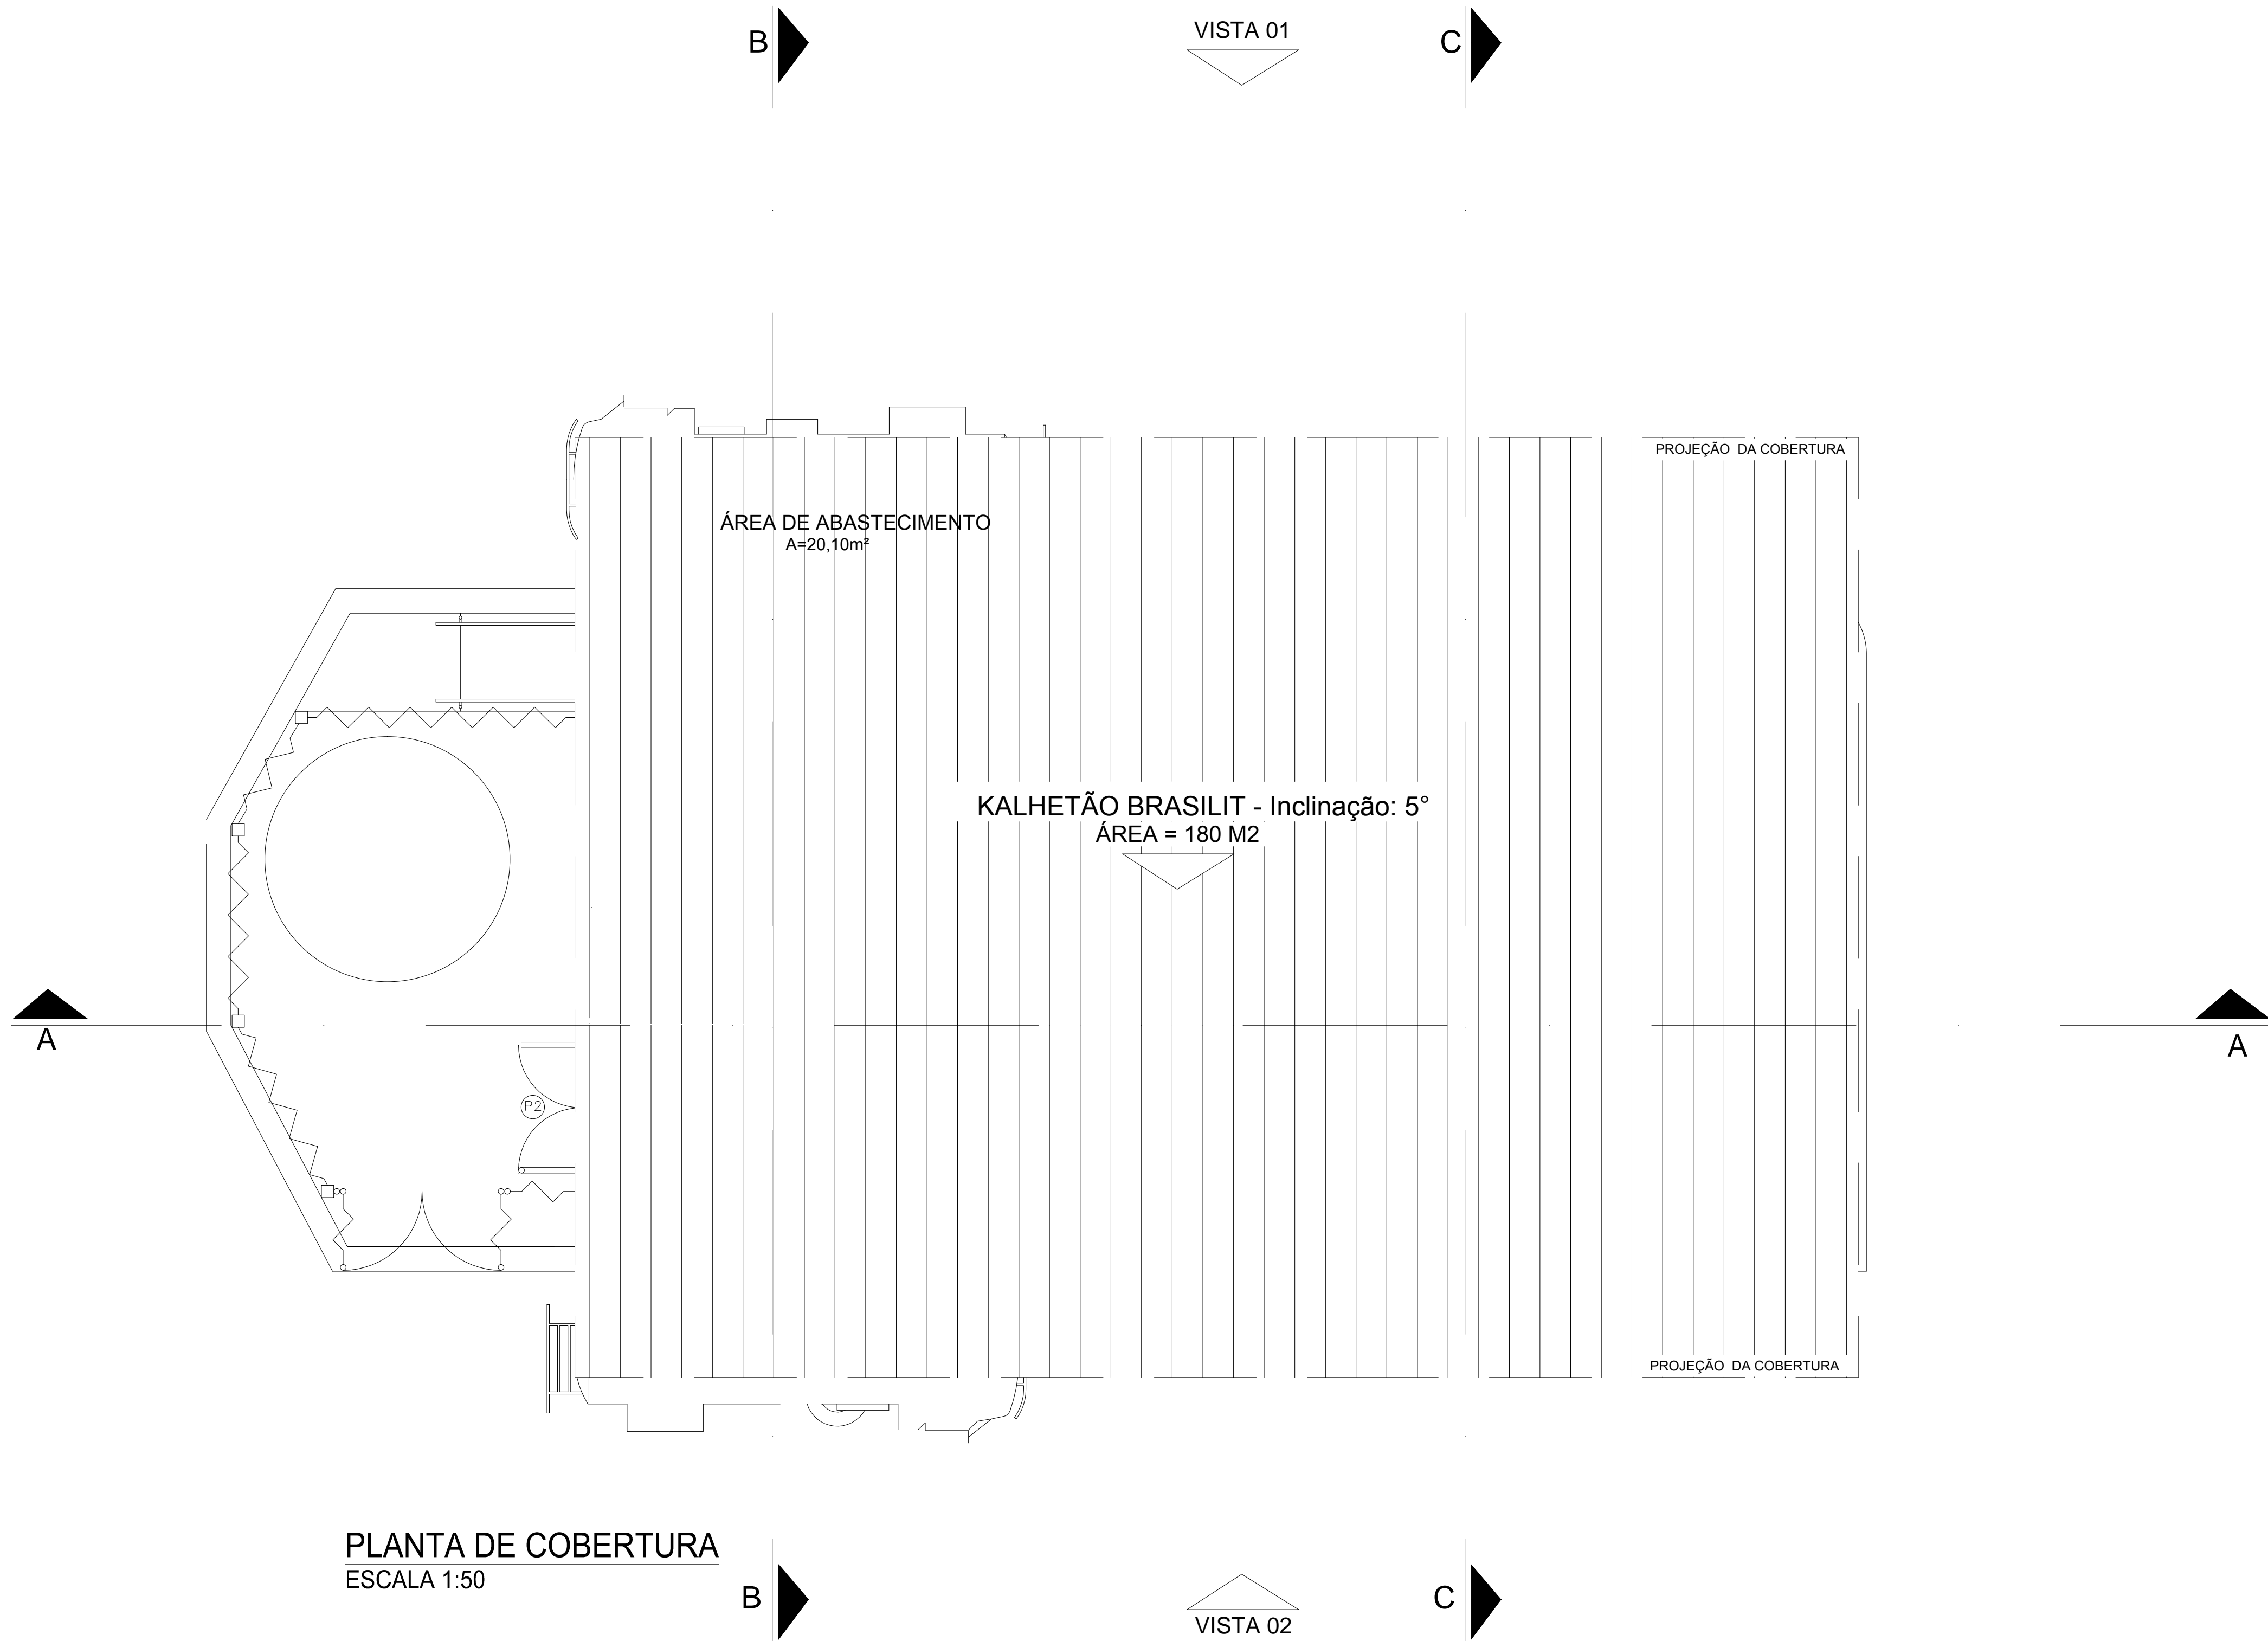 B
VISTA 01
C
PROJEÇÃO DA COBERTURA
ÁREA DE ABASTECIMENTO
A=20,10m²
KALHETÃO BRASILIT - Inclinação: 5°
ÁREA = 180 M2
A
A
P2
PROJEÇÃO DA COBERTURA
PLANTA DE COBERTURA
ESCALA 1:50
B
VISTA 02
C